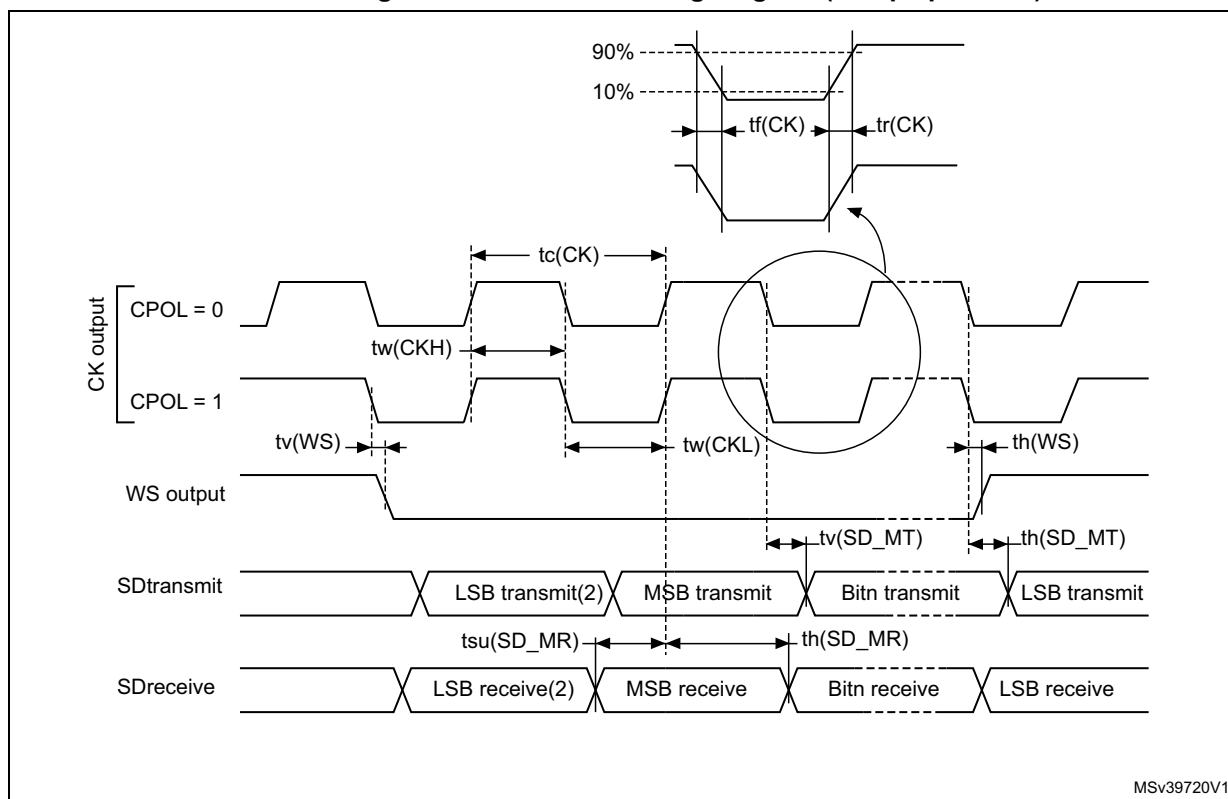 90%
10%
tf(CK)
tr(CK)
tc(CK)
CK output
CPOL = 0
tw(CKH)
CPOL = 1
tv(WS)
tw(CKL)
th(WS)
WS output
tv(SD_MT)
th(SD_MT)
SDtransmit
LSB transmit(2)
MSB transmit
Bitn transmit
LSB transmit
tsu(SD_MR)
th(SD_MR)
SDreceive
LSB receive(2)
MSB receive
Bitn receive
LSB receive
MSv39720V1